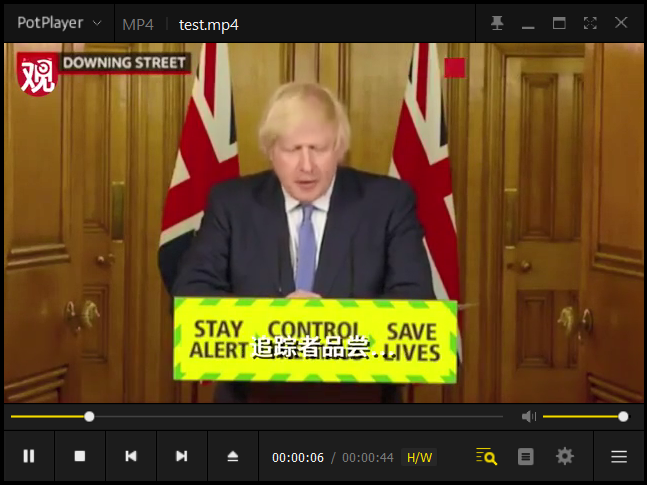 PotPlayer
MP4
test.mp4
观
DOWNING STREET
STAY CONTROL SAVE
ALERT
LIVES
追踪者品尝...
00:00:06 / 00:00:44 H/W